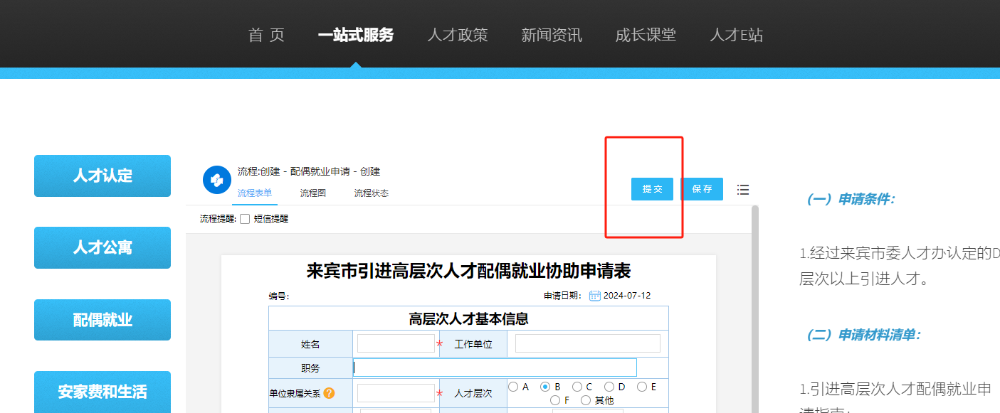 首 页 一站式服务 人才政策 新闻资讯 成长课堂 人才E站
人才认定
人才公寓
配偶就业
安家费和生活
流程:创建 - 配偶就业申请 - 创建
流程表单 流程图 流程状态
提交 保存
流程提醒: 短信提醒
来宾市引进高层次人才配偶就业协助申请表
编号: 申请日期: 2024-07-12
高层次人才基本信息
姓名 * 工作单位
职务
单位隶属关系 ? * 人才层次 A B C D E
F 其他
（一）申请条件:
1.经过来宾市委人才办认定的D
层次以上引进人才。
（二）申请材料清单:
1.引进高层次人才配偶就业申
请指南;